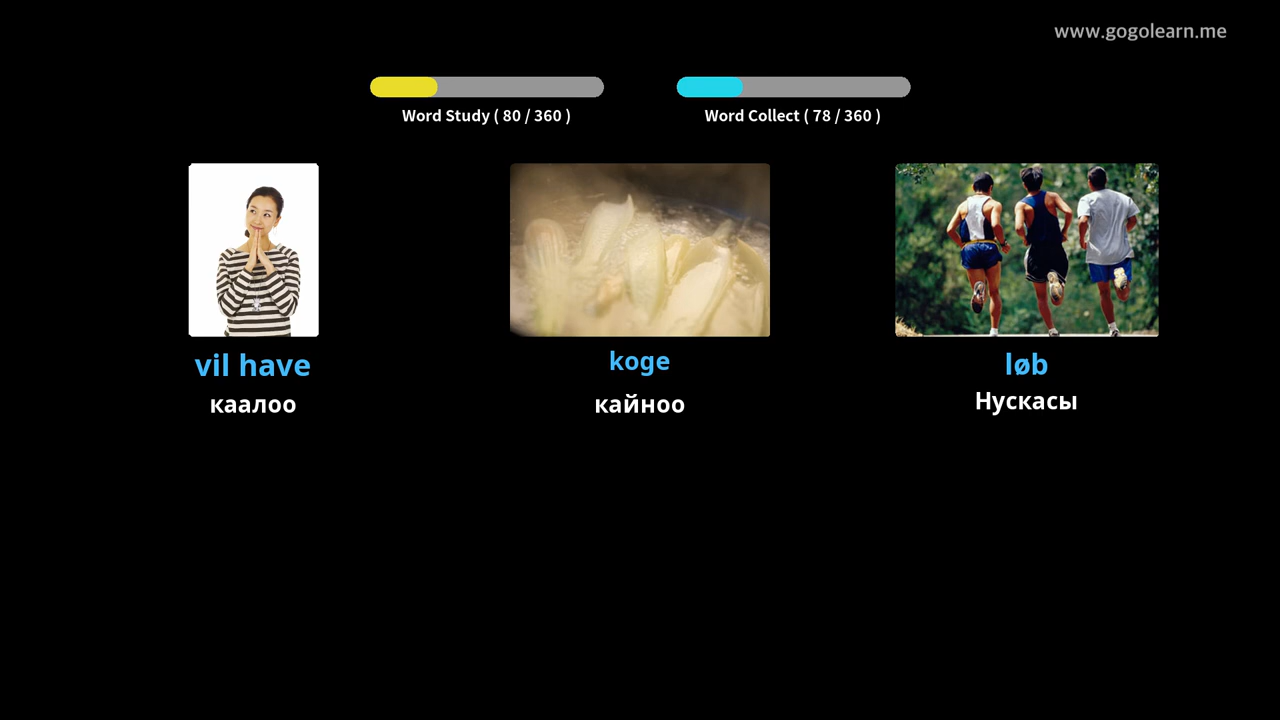 www.gogolearn.me
Word Study ( 80 / 360 )
Word Collect ( 78 / 360 )
vil have
каалоо
koge
кайноо
løb
Нускасы